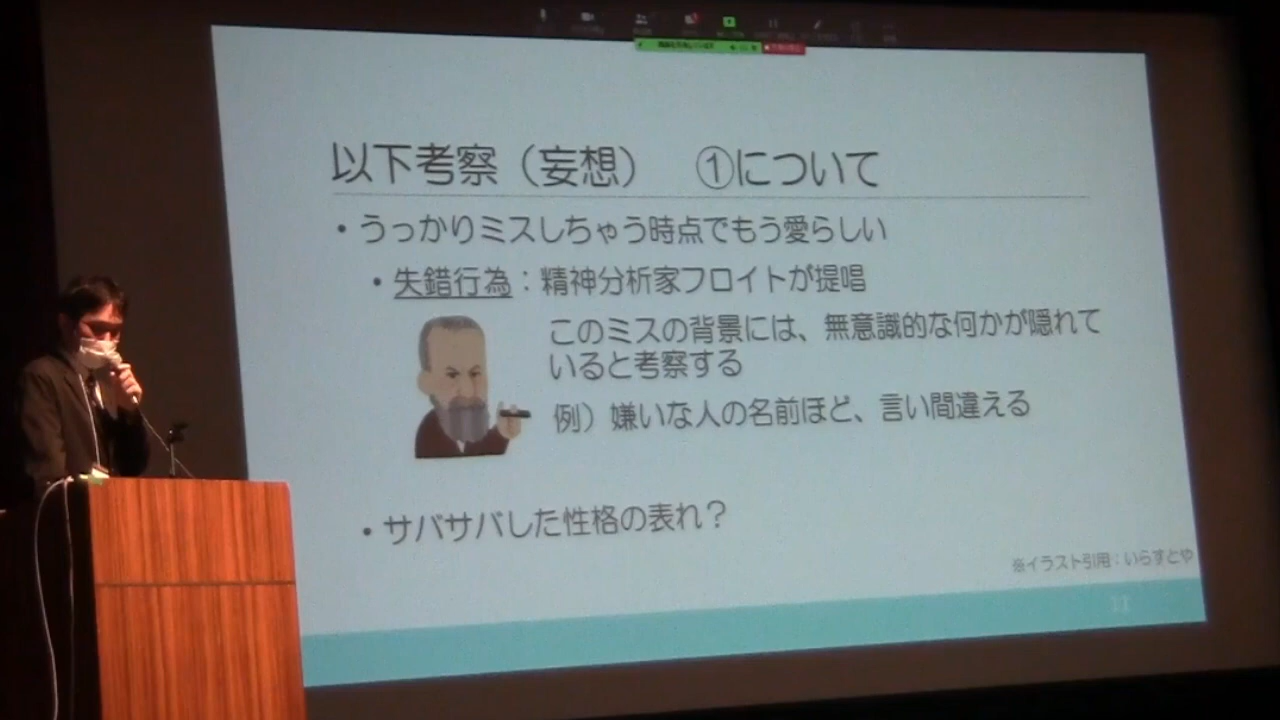 以下考察（妄想）　①について
・うっかりミスしちゃう時点でもう愛らしい
・失錯行為：精神分析家フロイトが提唱
このミスの背景には、無意識的な何かが隠れて
いると考察する
例）嫌いな人の名前ほど、言い間違える
・サバサバした性格の表れ？
※イラスト引用：いらすとや